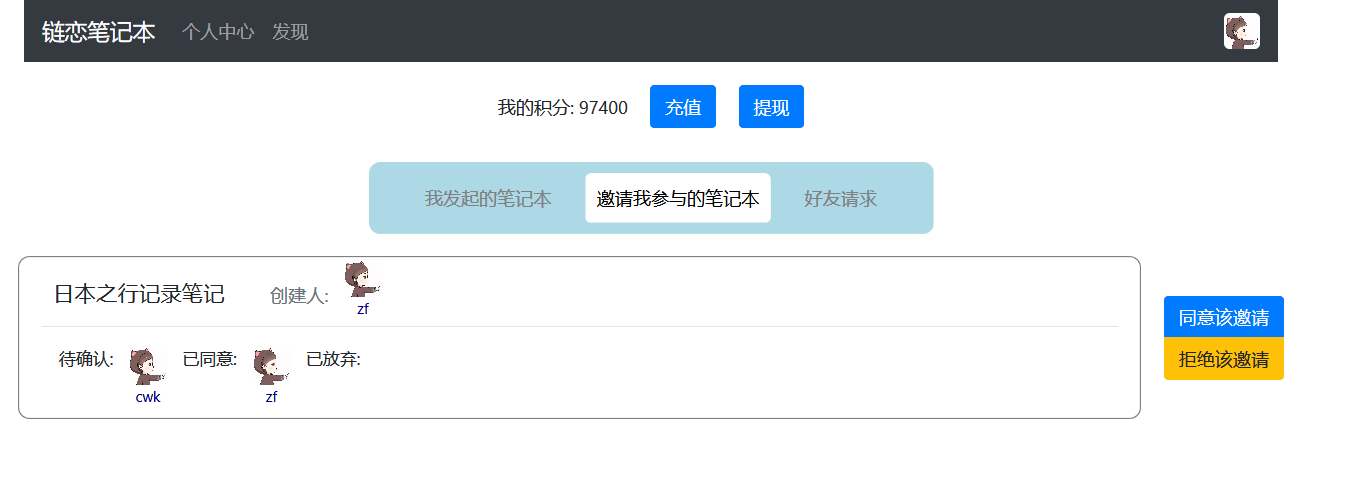 链恋笔记本 个人中心 发现
我的积分: 97400 充值 提现
我发起的笔记本 邀请我参与的笔记本 好友请求
日本之行记录笔记 创建人:
zf
同意该邀请
待确认: 已同意: 已放弃:
拒绝该邀请
cwk zf